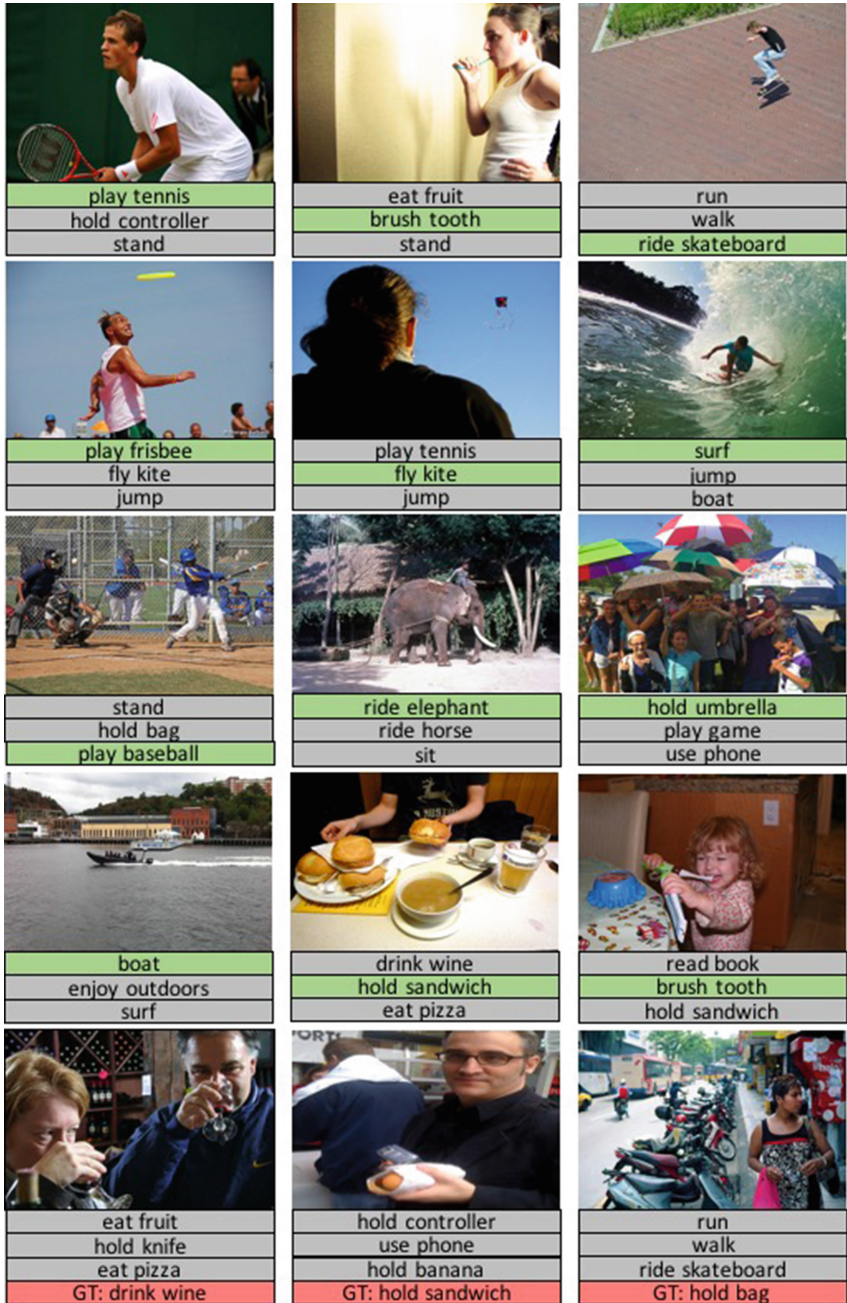 play tennis
hold controller
stand
eat fruit
brush tooth
stand
run
walk
ride skateboard
play frisbee
fly kite
jump
play tennis
fly kite
jump
surf
jump
boat
stand
hold bag
play baseball
ride elephant
ride horse
sit
hold umbrella
play game
use phone
boat
enjoy outdoors
surf
drink wine
hold sandwich
eat pizza
read book
brush tooth
hold sandwich
eat fruit
hold knife
eat pizza
GT: drink wine
hold controller
use phone
hold banana
GT: hold sandwich
run
walk
ride skateboard
GT: hold bag